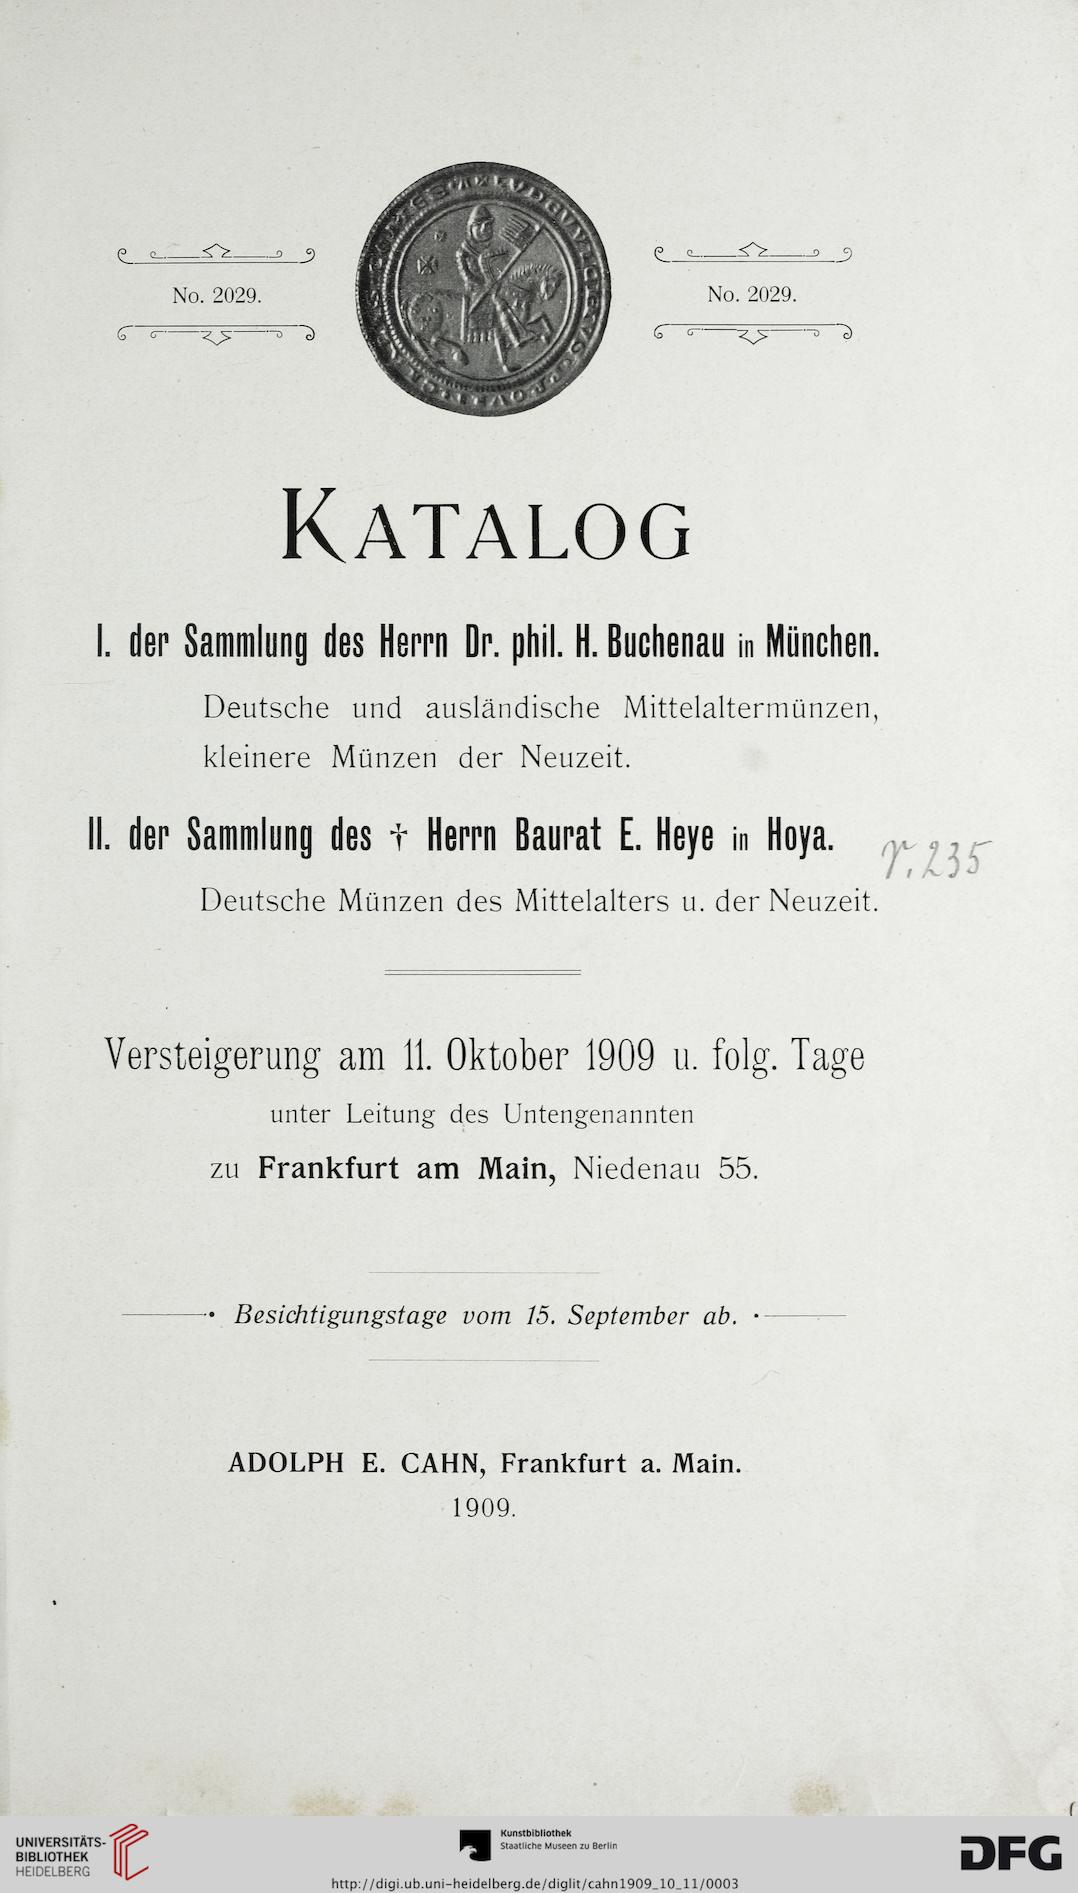 No. 2029.
No. 2029.
KATALOG
I. der Sammlung des Herrn Dr. phil. H. Buchenau in München.
Deutsche und ausländische Mittelaltermünzen,
kleinere Münzen der Neuzeit.
II. der Sammlung des † Herrn Baurat E. Heye in Hoya.
r. 235
Deutsche Münzen des Mittelalters u. der Neuzeit.
Versteigerung am 11. Oktober 1909 u. folg. Tage
unter Leitung des Untengenannten
zu Frankfurt am Main, Niedenau 55.
Besichtigungstage vom 15. September ab.
ADOLPH E. CAHN, Frankfurt a. Main.
1909.
UNIVERSITÄTS-
BIBLIOTHEK
HEIDELBERG
Kunstbibliothek
Staatliche Museen zu Berlin
http://digi.ub.uni-heidelberg.de/diglit/cahn1909_10_11/0003
DFG